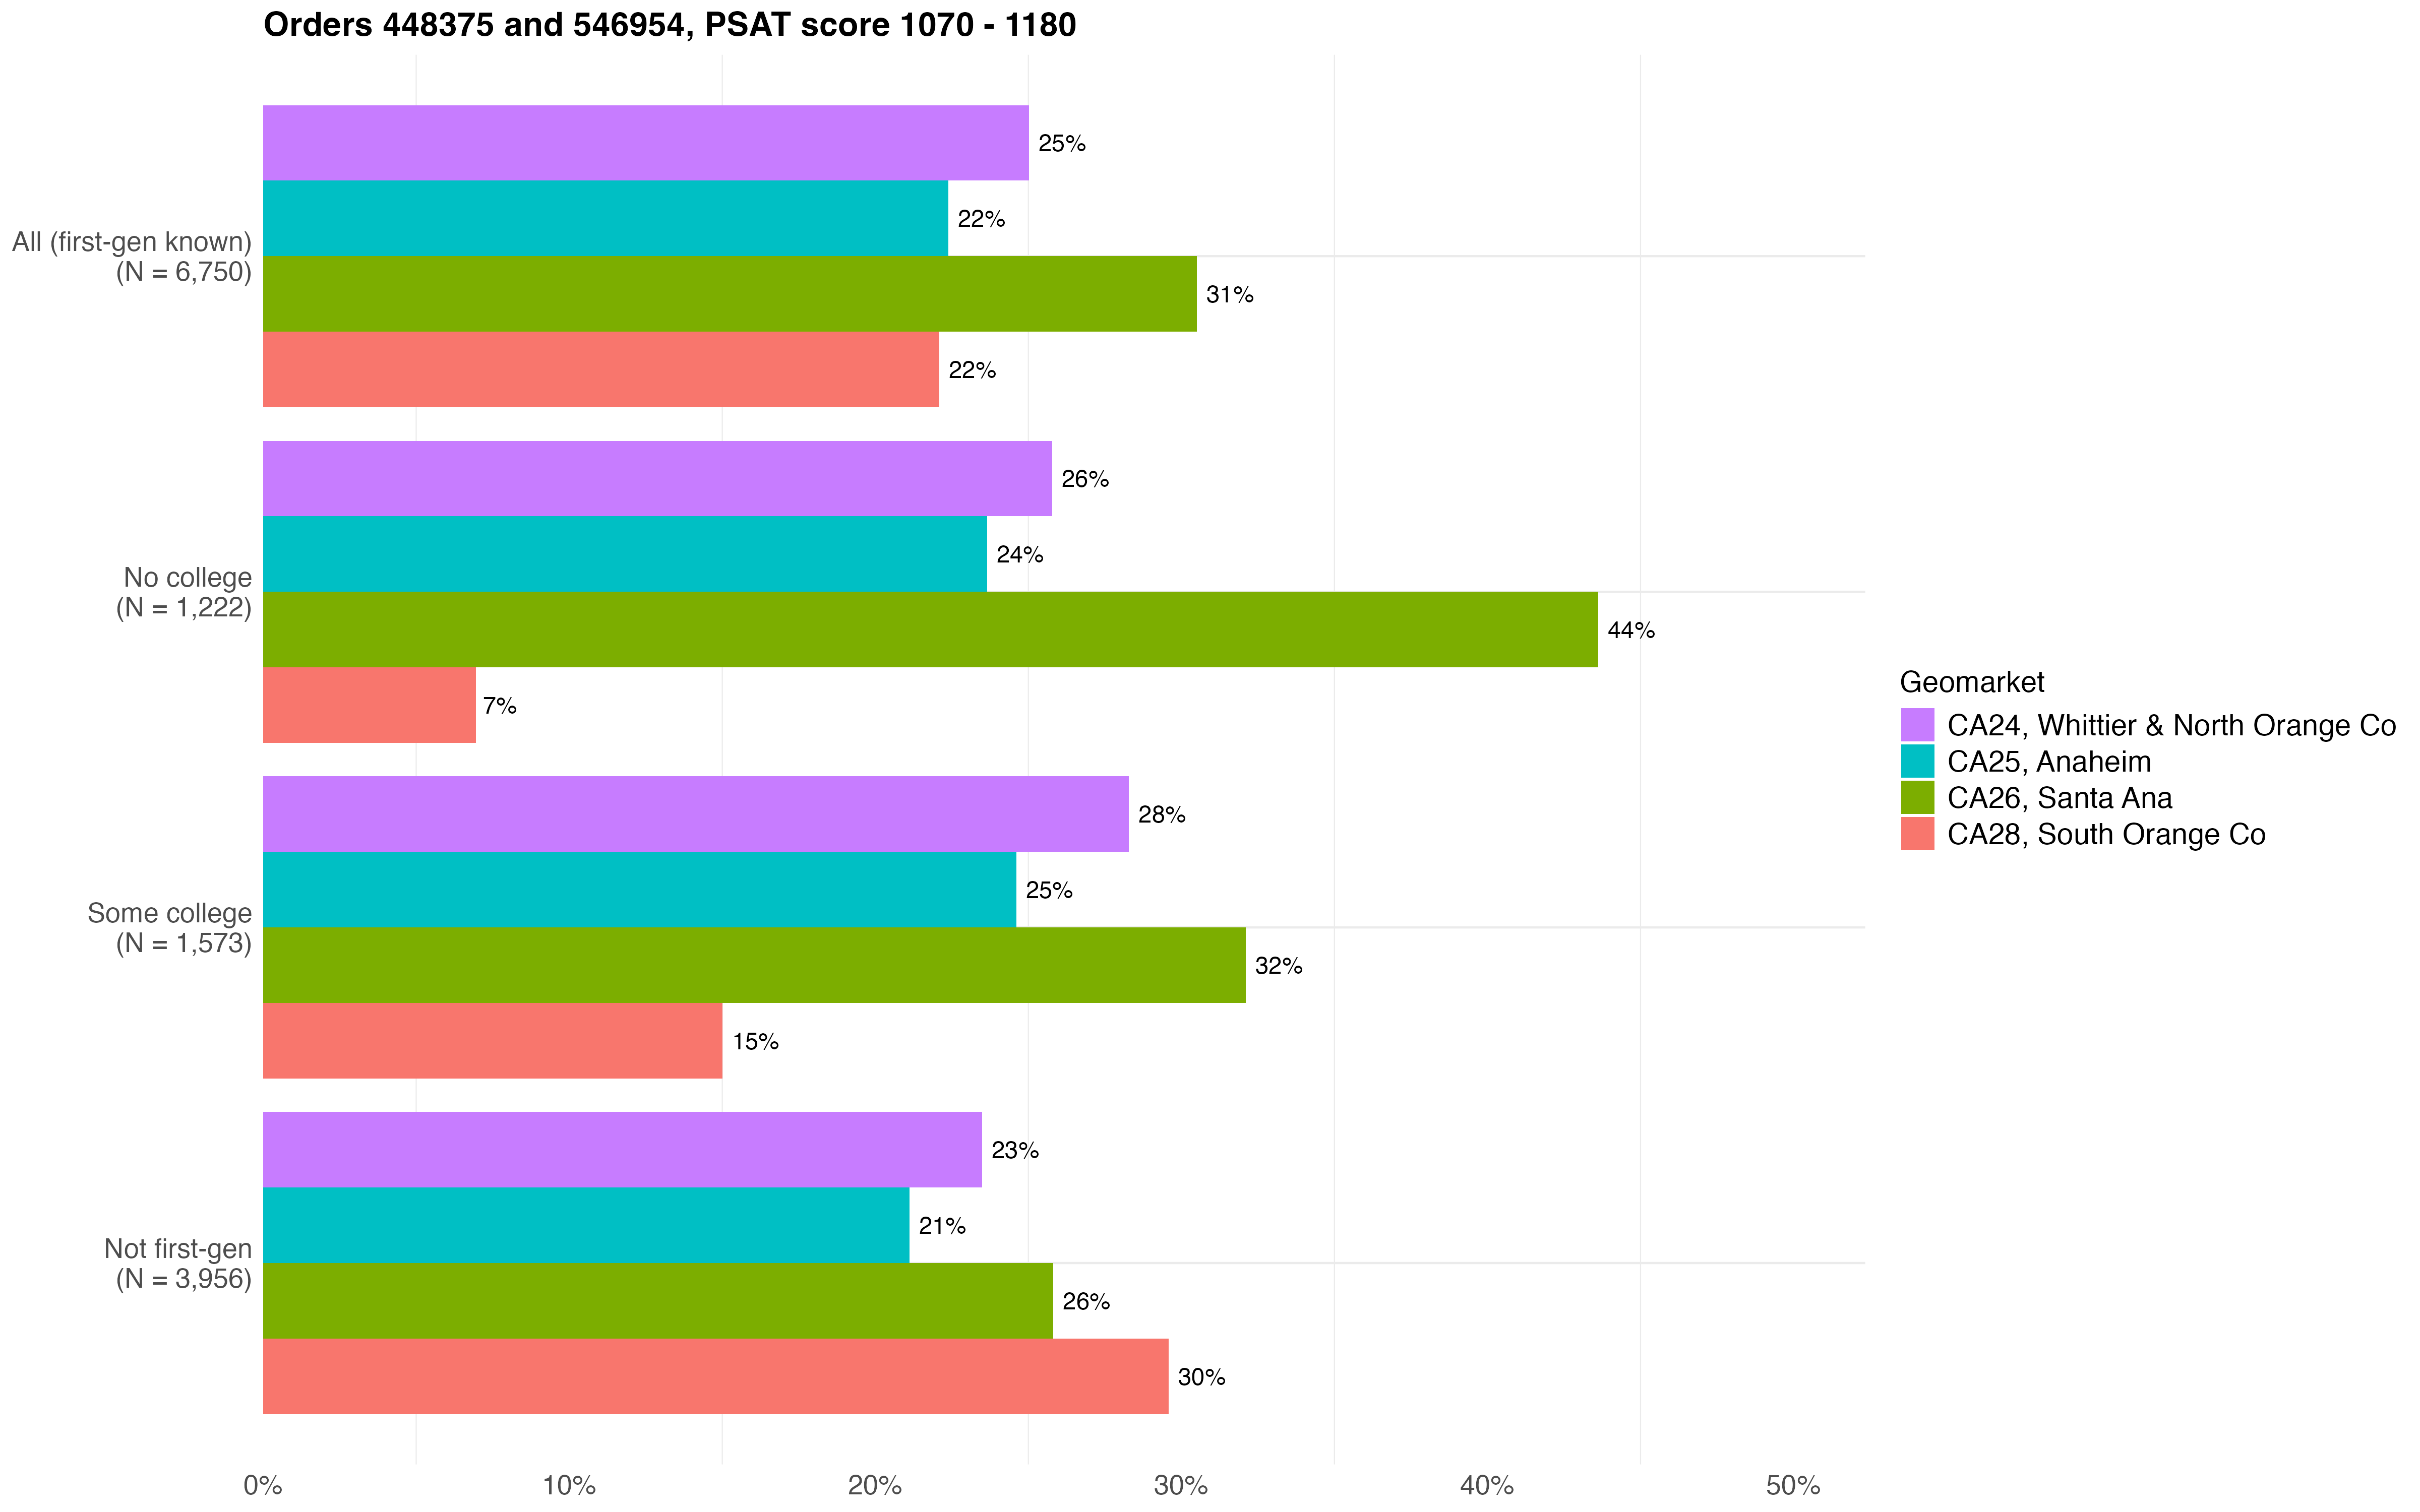 Orders 448375 and 546954, PSAT score 1070 - 1180
All (first-gen known)
(N = 6,750)
25%
22%
31%
22%
No college
(N = 1,222)
26%
24%
44%
7%
Some college
(N = 1,573)
28%
25%
32%
15%
Not first-gen
(N = 3,956)
23%
21%
26%
30%
0%
10%
20%
30%
40%
50%
Geomarket
CA24, Whittier & North Orange Co
CA25, Anaheim
CA26, Santa Ana
CA28, South Orange Co